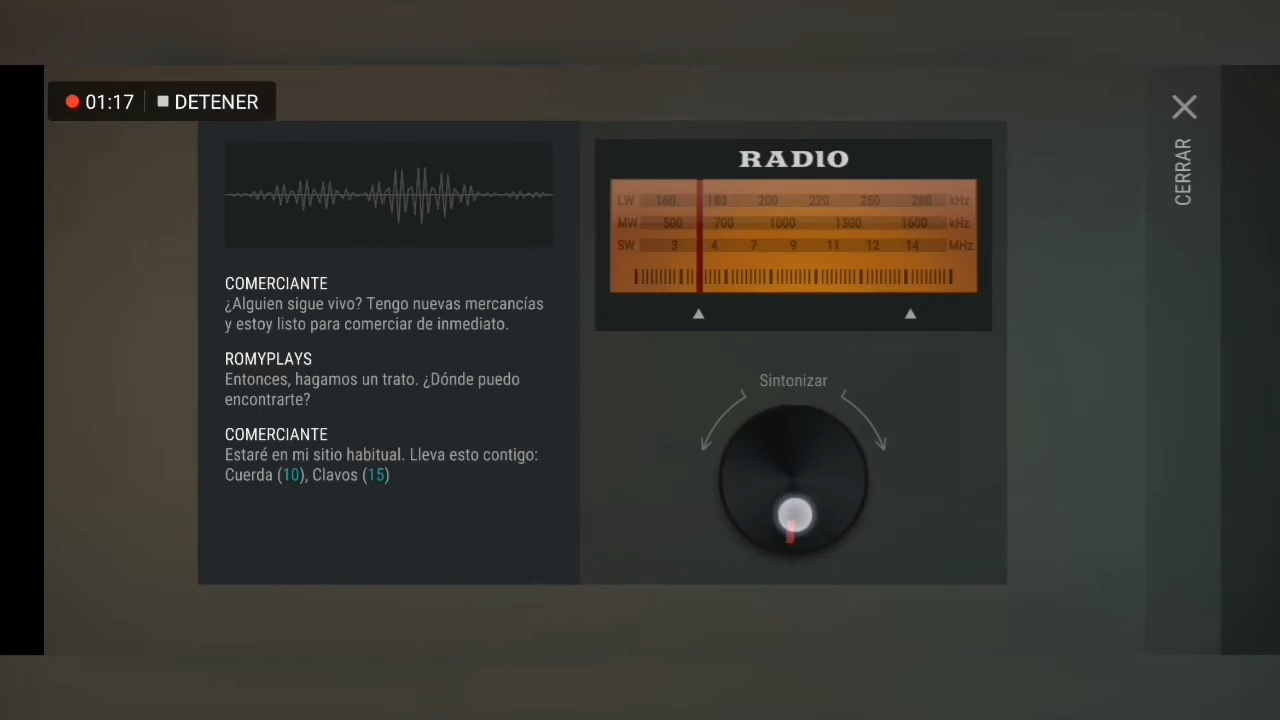 01:17 DETENER
RADIO
LW 160 180 200 220 250 280 kHz
MW 500 700 1000 1300 1600 kHz
SW 3 4 7 9 11 12 14 MHz
CERRAR
COMERCIANTE
¿Alguien sigue vivo? Tengo nuevas mercancías
y estoy listo para comerciar de inmediato.
ROMYPLAYS
Entonces, hagamos un trato. ¿Dónde puedo
encontrarte?
COMERCIANTE
Estaré en mi sitio habitual. Lleva esto contigo:
Cuerda (10), Clavos (15)
Sintonizar